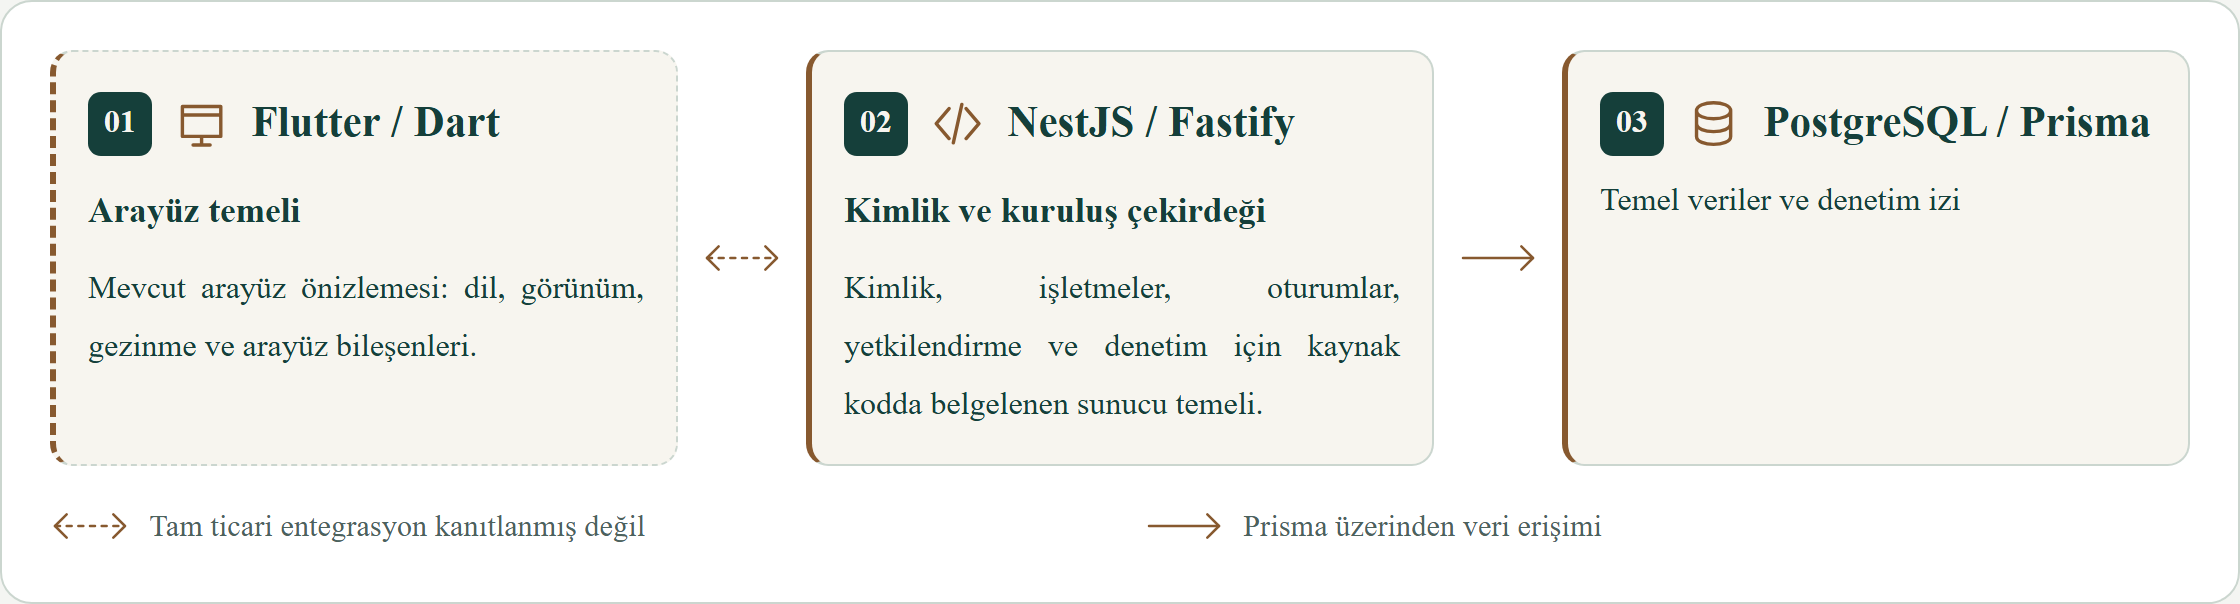 01 Flutter / Dart
Arayüz temeli
Mevcut arayüz önizlemesi: dil, görünüm,
gezinme ve arayüz bileşenleri.
02 NestJS / Fastify
Kimlik ve kuruluş çekirdeği
Kimlik, işletmeler, oturumlar,
yetkilendirme ve denetim için kaynak
kodda belgelenen sunucu temeli.
03 PostgreSQL / Prisma
Temel veriler ve denetim izi
Tam ticari entegrasyon kanıtlanmış değil
Prisma üzerinden veri erişimi